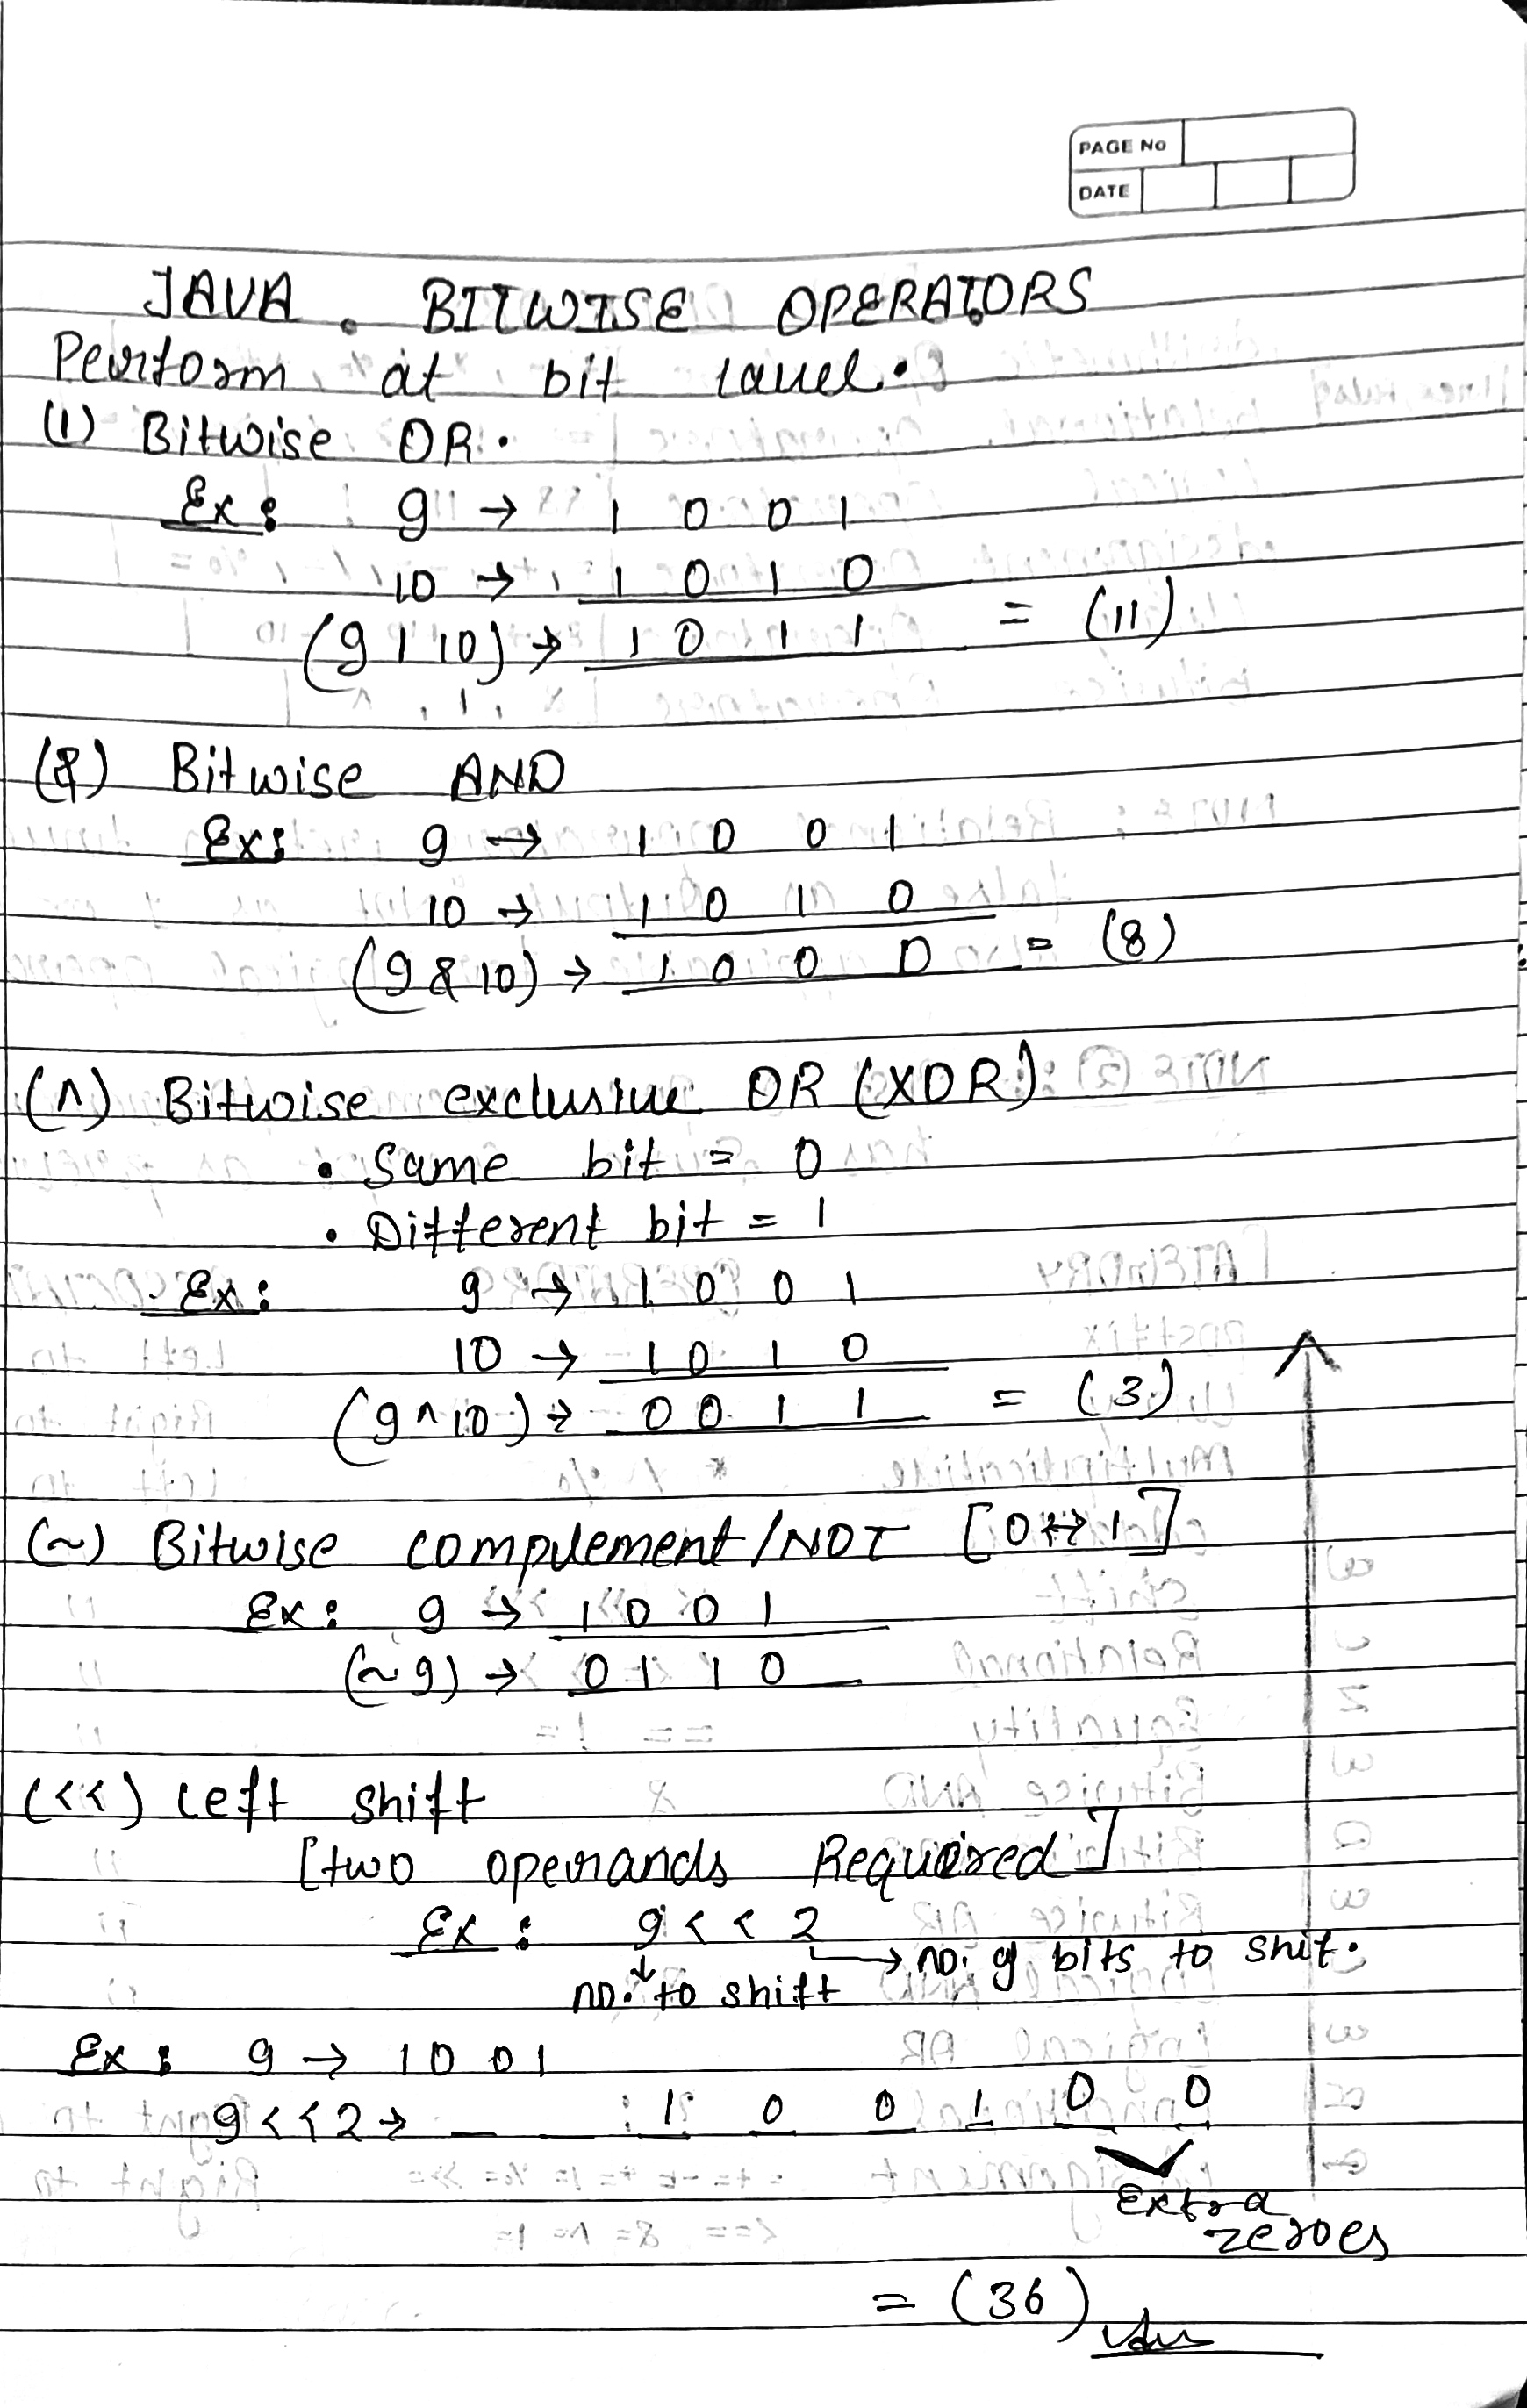 PAGE No
DATE
JAVA. BITWISE OPERATORS
Perform at bit level.
(|) Bitwise OR.
Ex: 9 → 1 0 0 1
10 → 1 0 1 0
(9 | 10) → 1 0 1 1 = (11)
(&) Bitwise AND
Ex: 9 → 1 0 0 1
10 → 1 0 1 0
(9 & 10) → 1 0 0 0 = (8)
(^) Bitwise exclusive OR (XOR)
• Same bit = 0
• Different bit = 1
Ex: 9 → 1 0 0 1
10 → 1 0 1 0
(9 ^ 10) → 0 0 1 1 = (3)
(~) Bitwise complement/NOT [0 ↔ 1]
Ex: 9 → 1 0 0 1
(~9) → 0 1 1 0
(<<) Left shift
[two operands Required]
Ex: 9 << 2
→ no. of bits to shit.
no. to shift
Ex: 9 → 1 0 0 1
9 << 2 → _ _ 1 0 0 1 0 0
Extra
zeroes
= (36) Ans